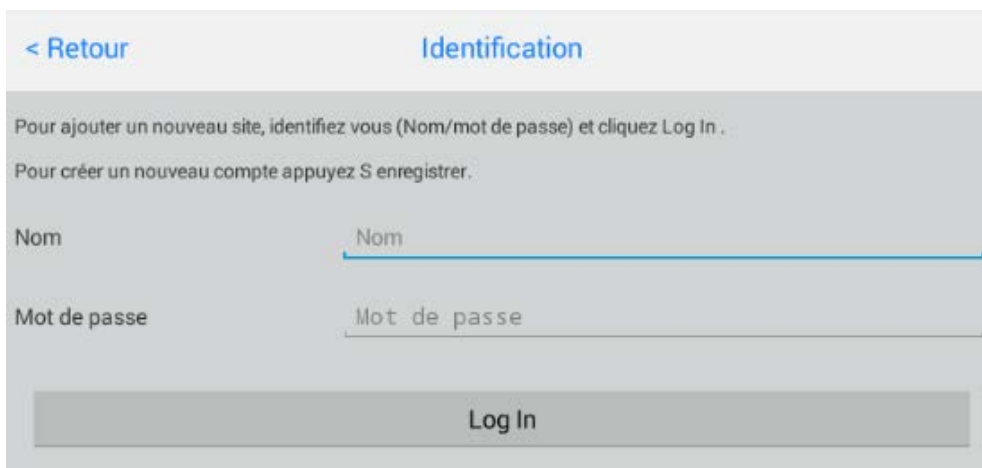 < Retour Identification
Pour ajouter un nouveau site, identifiez vous (Nom/mot de passe) et cliquez Log In .
Pour créer un nouveau compte appuyez S enregistrer.
Nom Nom
Mot de passe Mot de passe
Log In